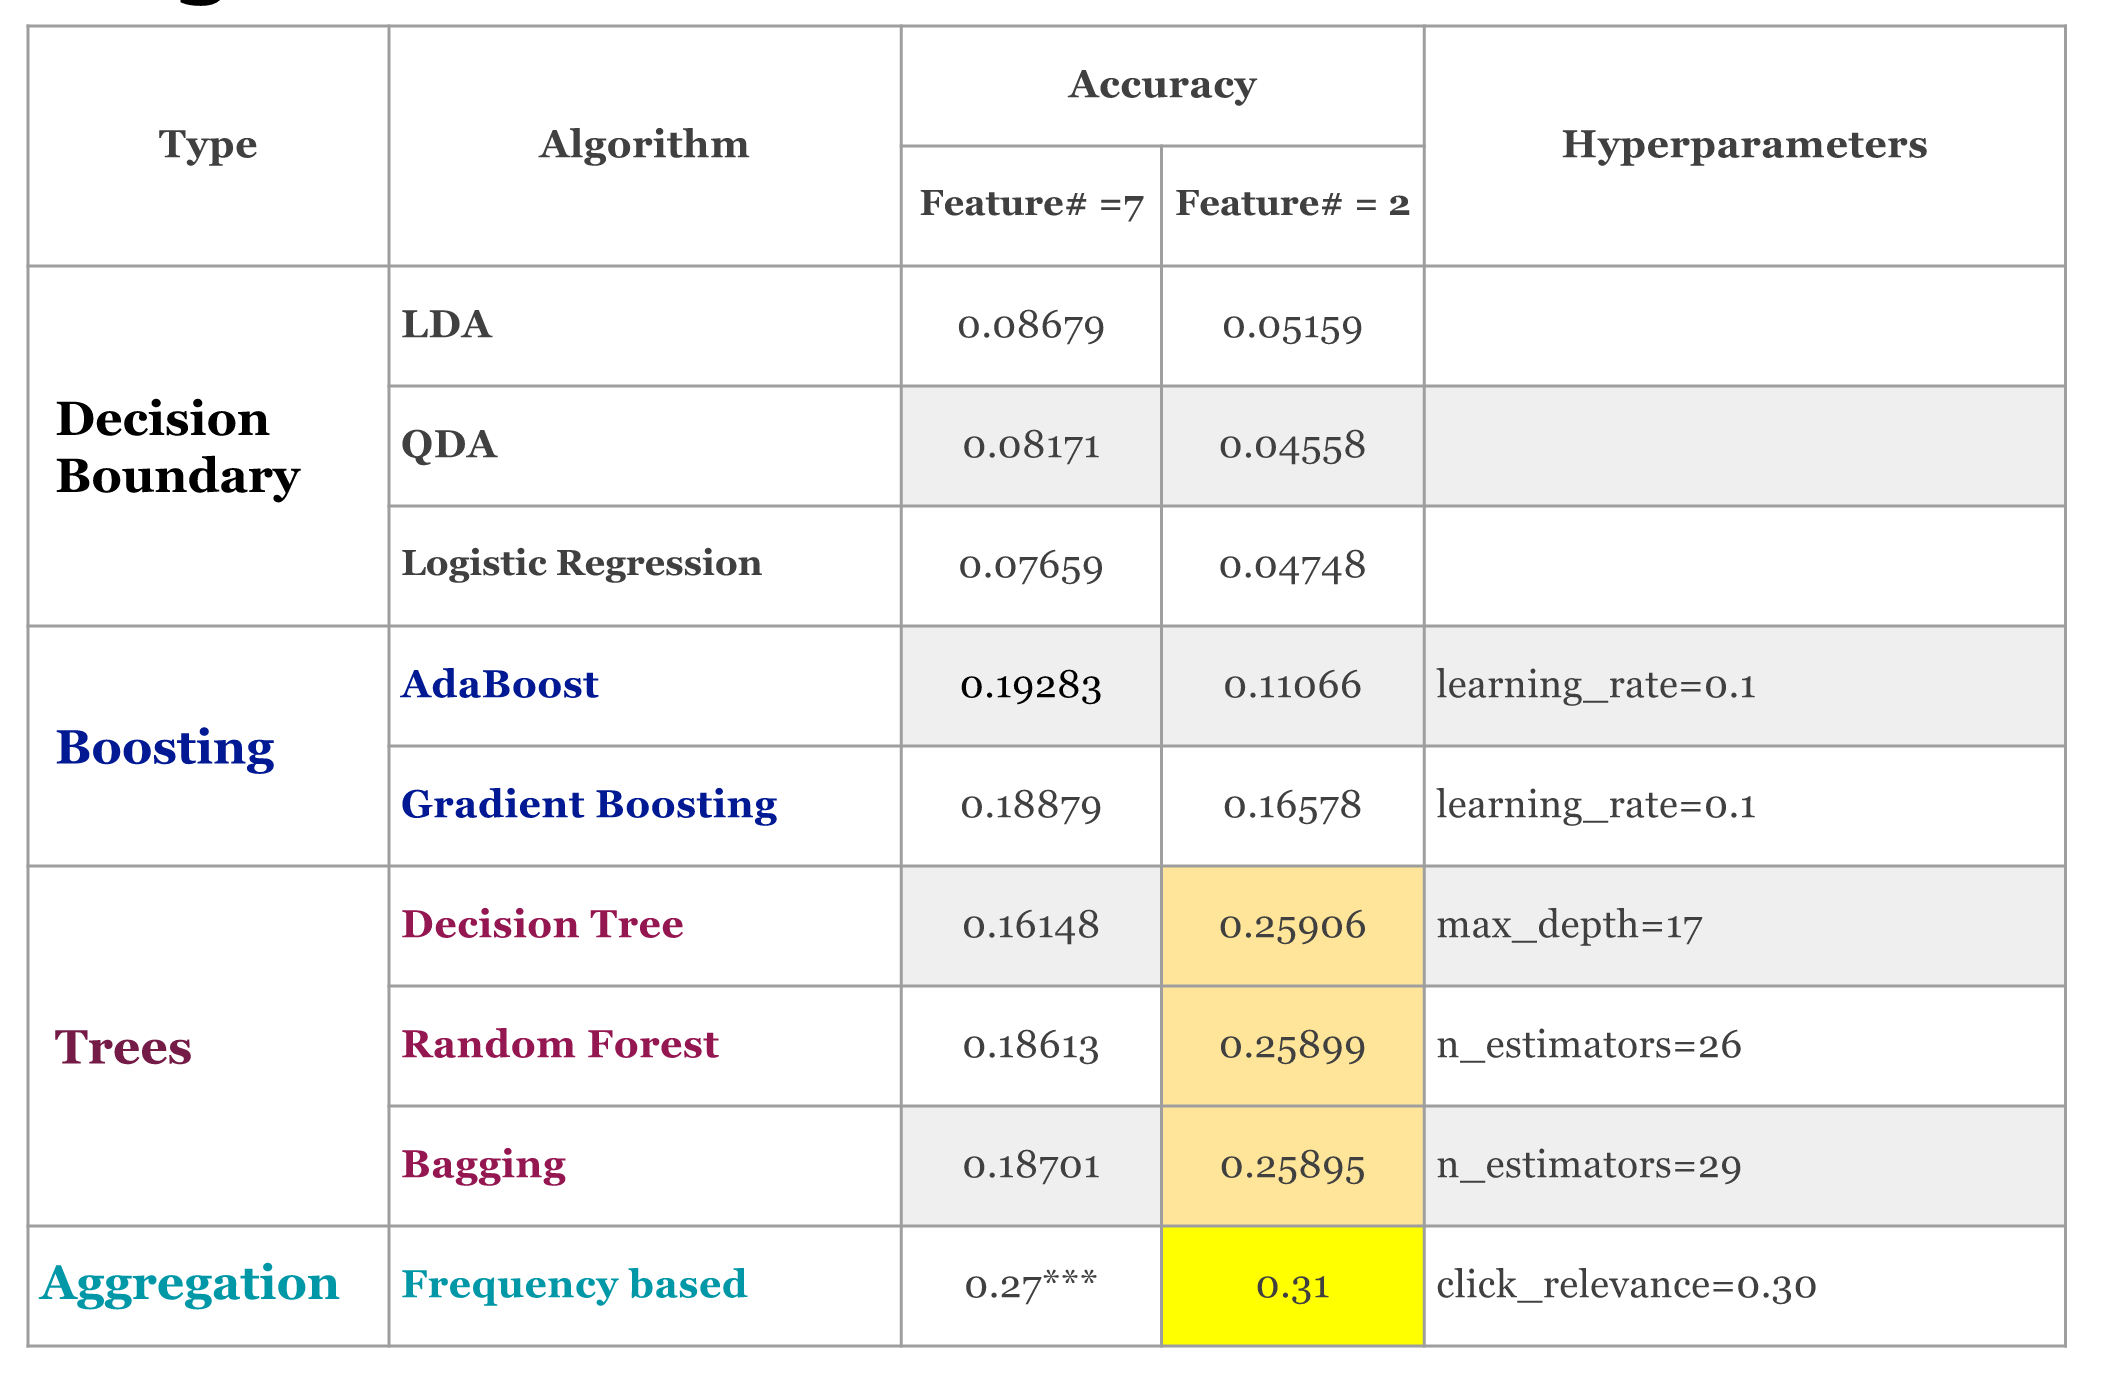 Type
Algorithm
Accuracy
Hyperparameters
Feature# =7
Feature# = 2
Decision
Boundary
LDA
0.08679
0.05159
QDA
0.08171
0.04558
Logistic Regression
0.07659
0.04748
Boosting
AdaBoost
0.19283
0.11066
learning_rate=0.1
Gradient Boosting
0.18879
0.16578
learning_rate=0.1
Trees
Decision Tree
0.16148
0.25906
max_depth=17
Random Forest
0.18613
0.25899
n_estimators=26
Bagging
0.18701
0.25895
n_estimators=29
Aggregation
Frequency based
0.27***
0.31
click_relevance=0.30